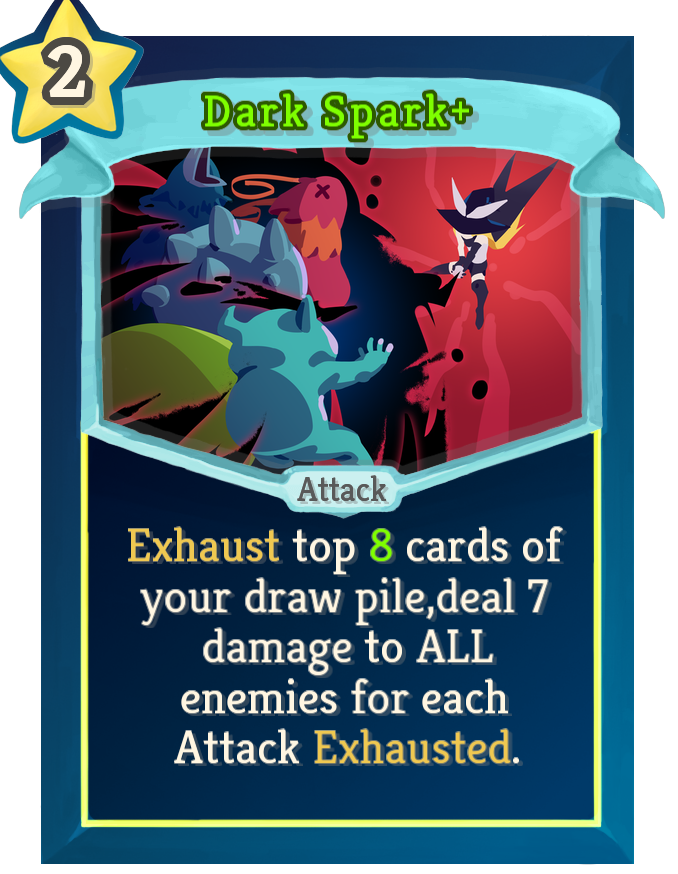 2
Dark Spark+
Attack
Exhaust top 8 cards of
your draw pile,deal 7
damage to ALL
enemies for each
Attack Exhausted.